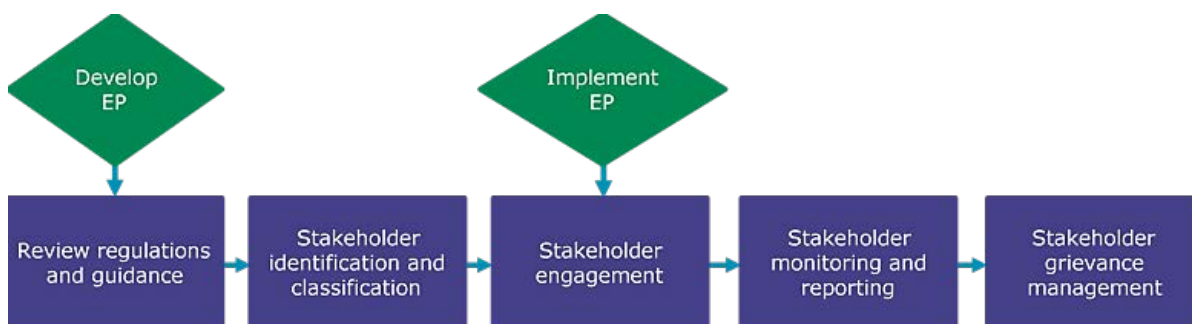 Develop
EP
Implement
EP
Review regulations
and guidance
Stakeholder
identification and
classification
Stakeholder
engagement
Stakeholder
monitoring and
reporting
Stakeholder
grievance
management